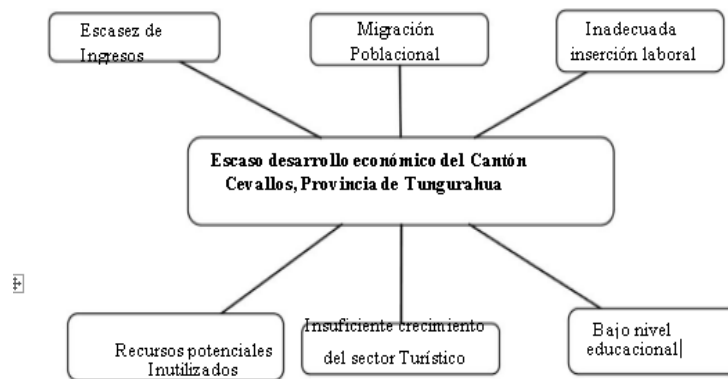 Escasez de
Ingresos
Migración
Poblacional
Inadecuada
inserción laboral
Escaso desarrollo económico del Cantón
Cevallos, Provincia de Tungurahua
Recursos potenciales
Inutilizados
Insuficiente crecimiento
del sector Turístico
Bajo nivel
educacional